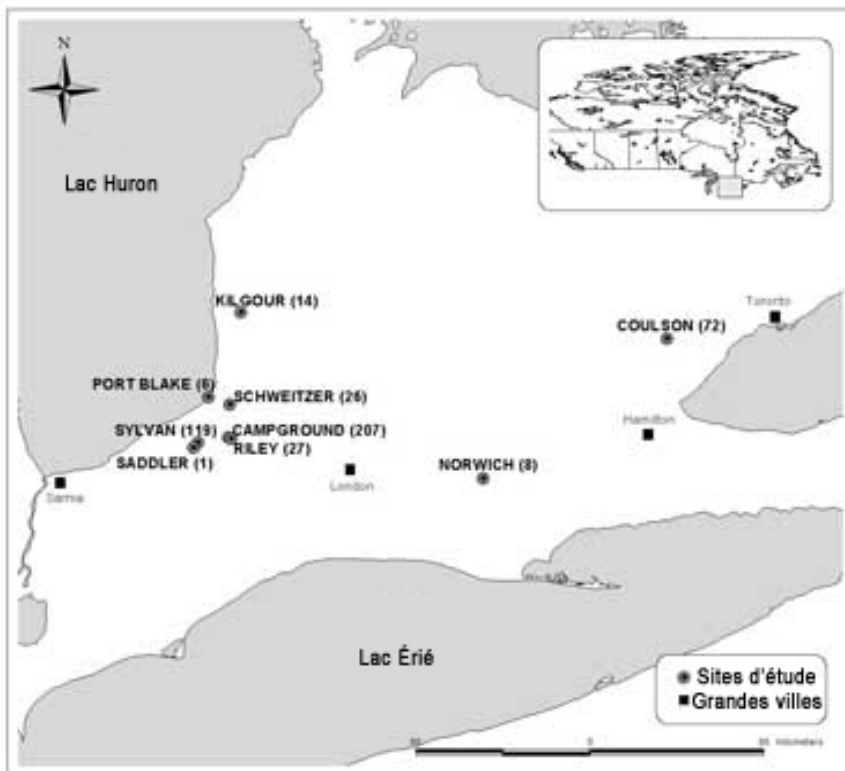 N
Lac Huron
KILGOUR (14)
Toronto
COULSON (72)
PORT BLAKE (6)
SCHWEITZER (26)
SYLVAN (119)
CAMPGROUND (207)
Hamilton
RILEY (27)
SADDLER (1)
NORWICH (8)
London
Sarnia
Lac Érié
Sites d'étude
Grandes villes
0
Kilometers